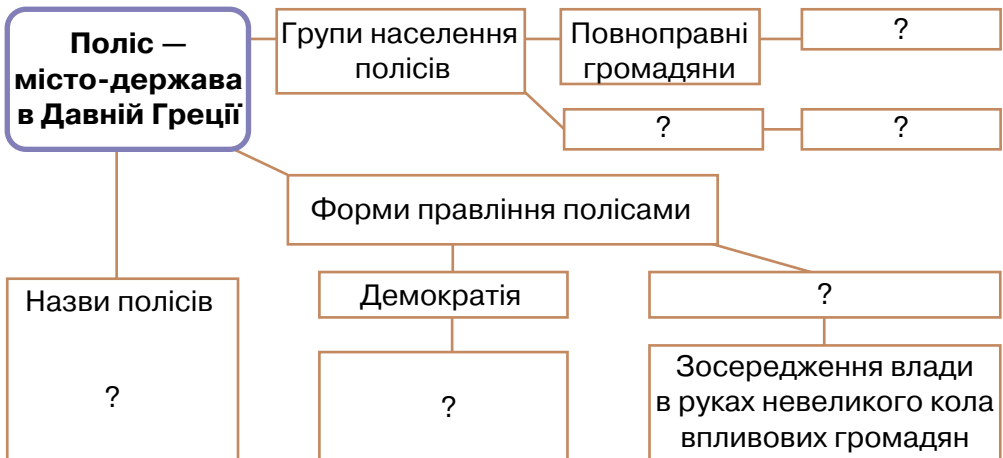 Поліс —
місто-держава
в Давній Греції
Групи населення
полісів
Повноправні
громадяни
?
?
?
Форми правління полісами
Назви полісів
?
Демократія
?
?
Зосередження влади
в руках невеликого кола
впливових громадян